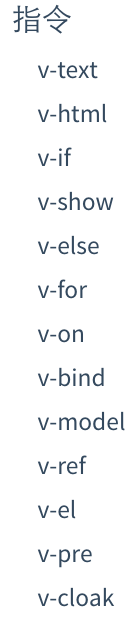 指令
v-text
v-html
v-if
v-show
v-else
v-for
v-on
v-bind
v-model
v-ref
v-el
v-pre
v-cloak